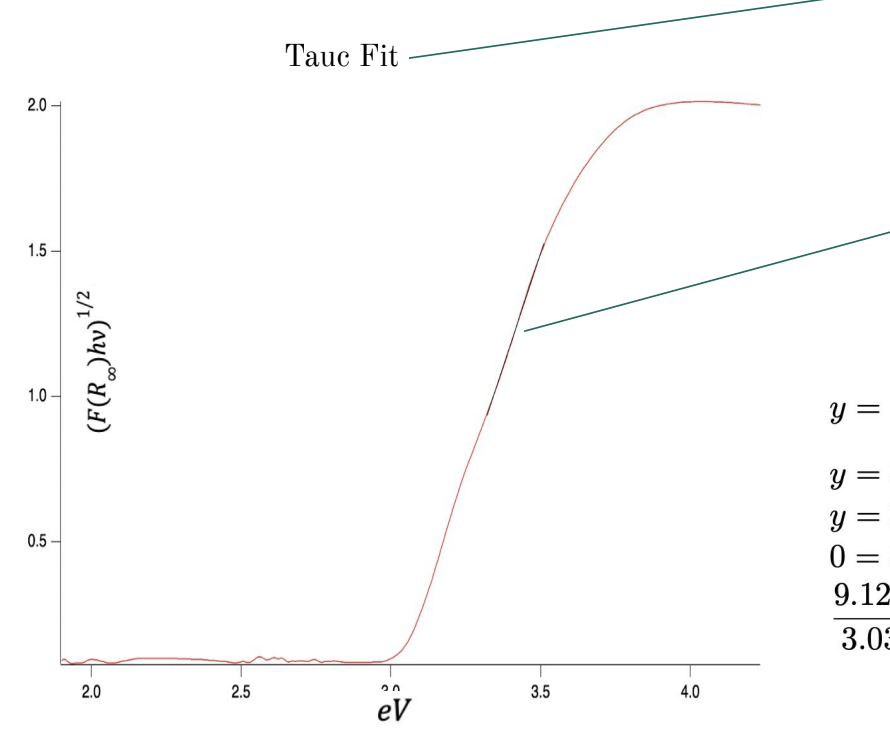 Tauc Fit
2.0
1.5
1.0
0.5
(F(R∞)hν)^1/2
2.0
2.5
3.5
4.0
eV
y =
y =
y =
0 =
9.12
3.03